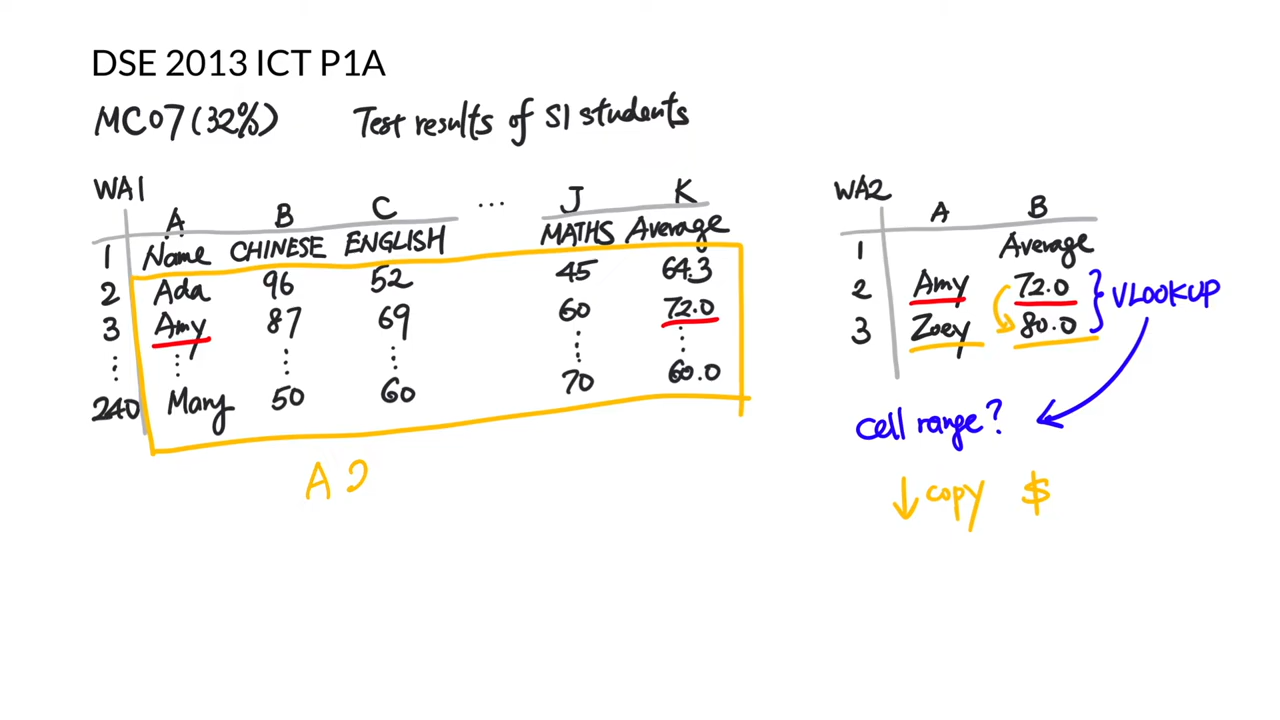 DSE 2013 ICT P1A
MC07 (32%) Test results of S1 students
WA1
A B C ... J K
1 Name CHINESE ENGLISH MATHS Average
2 Ada 96 52 45 64.3
3 Amy 87 69 60 72.0
240 Mary 50 60 70 60.0
A 2
WA2
A B
1 Average
2 Amy 72.0
3 Zoey 80.0
VLOOKUP
cell range?
↓ copy $